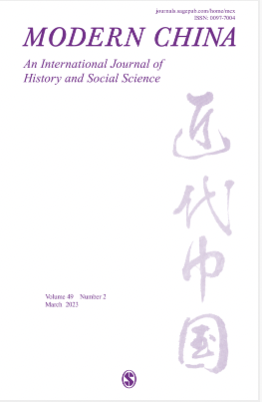 journals.sagepub.com/home/mcx
ISSN: 0097-7004
MODERN CHINA
An International Journal of
History and Social Science
近代中国
Volume 49 Number 2
March 2023
S